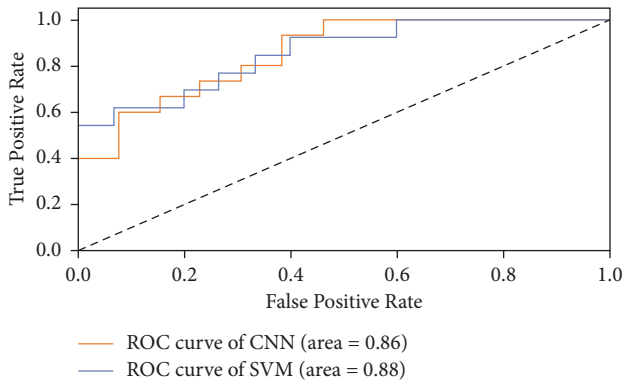 True Positive Rate
1.0
0.8
0.6
0.4
0.2
0.0
0.0 0.2 0.4 0.6 0.8 1.0
False Positive Rate
ROC curve of CNN (area = 0.86)
ROC curve of SVM (area = 0.88)